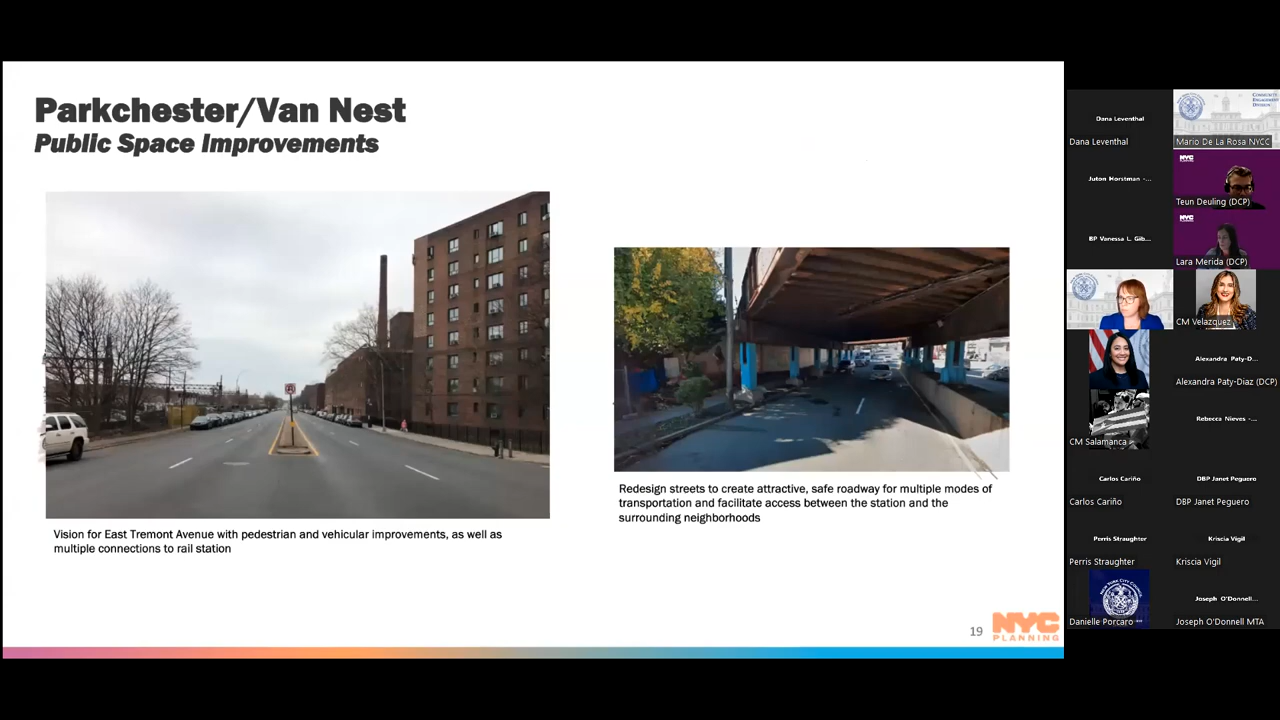 Parkchester/Van Nest
Public Space Improvements
Vision for East Tremont Avenue with pedestrian and vehicular improvements, as well as
multiple connections to rail station
Redesign streets to create attractive, safe roadway for multiple modes of
transportation and facilitate access between the station and the
surrounding neighborhoods
19
NYC
PLANNING
Dana Leventhal
Dana Leventhal
COMMUNITY
ENGAGEMENT
DIVISION
Mario De La Rosa NYCC
Juton Horstman -...
NYC
Teun Deuling (DCP)
BP Vanessa L. Gib...
NYC
Lara Merida (DCP)
CM Velazquez
Alexandra Paty-D...
Alexandra Paty-Diaz (DCP)
CM Salamanca
Rebecca Nieves -...
Carlos Cariño
Carlos Cariño
DBP Janet Peguero
DBP Janet Peguero
Perris Straughter
Perris Straughter
Kriscia Vigil
Kriscia Vigil
Danielle Porcaro
Joseph O'Donnell...
Joseph O'Donnell MTA